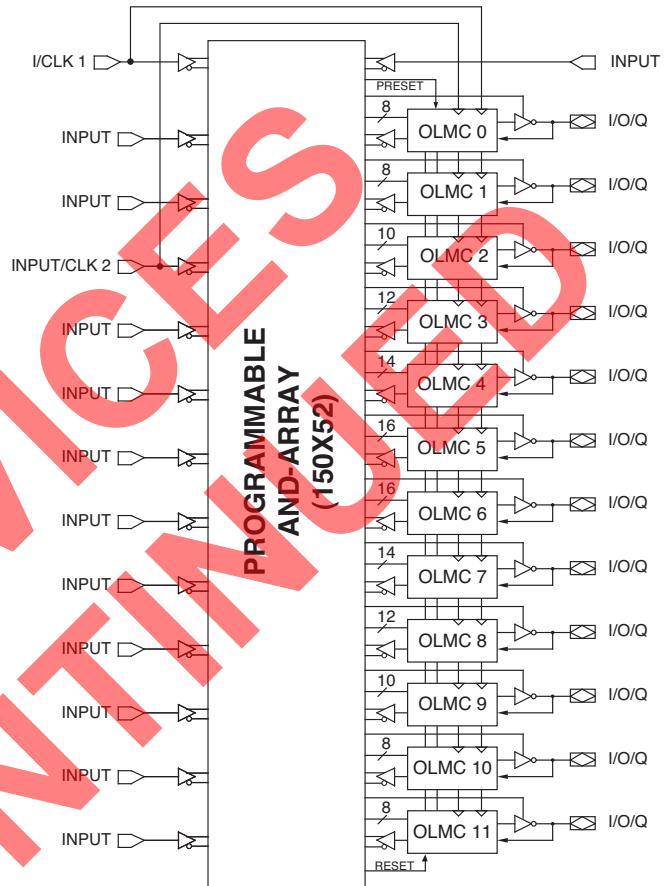 I/CLK 1
INPUT
PRESET
8
OLMC 0
I/O/Q
INPUT
8
OLMC 1
I/O/Q
INPUT
10
OLMC 2
I/O/Q
INPUT/CLK 2
12
OLMC 3
I/O/Q
INPUT
14
OLMC 4
I/O/Q
INPUT
16
OLMC 5
I/O/Q
INPUT
16
OLMC 6
I/O/Q
INPUT
14
OLMC 7
I/O/Q
INPUT
12
OLMC 8
I/O/Q
INPUT
10
OLMC 9
I/O/Q
INPUT
8
OLMC 10
I/O/Q
INPUT
8
OLMC 11
I/O/Q
INPUT
RESET
PROGRAMMABLE
AND-ARRAY
(150X52)
VICES
NTINUED